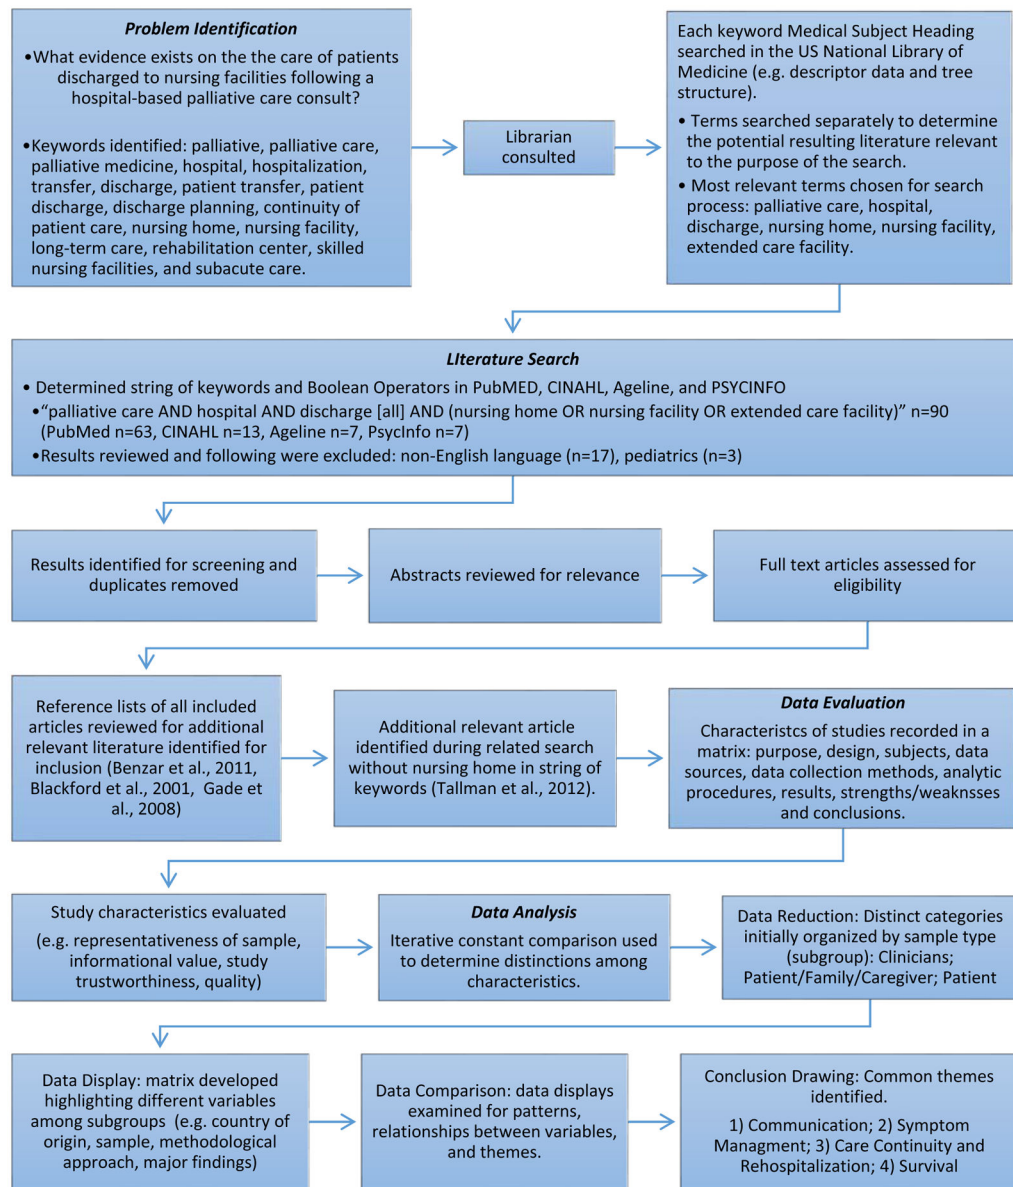 Problem Identification
•What evidence exists on the the care of patients
discharged to nursing facilities following a
hospital-based palliative care consult?
•Keywords identified: palliative, palliative care,
palliative medicine, hospital, hospitalization,
transfer, discharge, patient transfer, patient
discharge, discharge planning, continuity of
patient care, nursing home, nursing facility,
long-term care, rehabilitation center, skilled
nursing facilities, and subacute care.
Librarian
consulted
Each keyword Medical Subject Heading
searched in the US National Library of
Medicine (e.g. descriptor data and tree
structure).
• Terms searched separately to determine
the potential resulting literature relevant
to the purpose of the search.
• Most relevant terms chosen for search
process: palliative care, hospital,
discharge, nursing home, nursing facility,
extended care facility.
LIterature Search
• Determined string of keywords and Boolean Operators in PubMED, CINAHL, Ageline, and PSYCINFO
•“palliative care AND hospital AND discharge [all] AND (nursing home OR nursing facility OR extended care facility)” n=90
(PubMed n=63, CINAHL n=13, Ageline n=7, PsycInfo n=7)
•Results reviewed and following were excluded: non-English language (n=17), pediatrics (n=3)
Results identified for screening and
duplicates removed
Abstracts reviewed for relevance
Full text articles assessed for
eligibility
Reference lists of all included
articles reviewed for additional
relevant literature identified for
inclusion (Benzar et al., 2011,
Blackford et al., 2001,  Gade et
al., 2008)
Additional relevant article
identified during related search
without nursing home in string of
keywords (Tallman et al., 2012).
Data Evaluation
Characteristcs of studies recorded in a
matrix: purpose, design, subjects, data
sources, data collection methods, analytic
procedures, results, strengths/weaknsses
and conclusions.
Study characteristics evaluated
(e.g. representativeness of sample,
informational value, study
trustworthiness, quality)
Data Analysis
Iterative constant comparison used
to determine distinctions among
characteristics.
Data Reduction: Distinct categories
initially organized by sample type
(subgroup): Clinicians;
Patient/Family/Caregiver; Patient
Data Display: matrix developed
highlighting different variables
among subgroups  (e.g. country of
origin, sample, methodological
approach, major findings)
Data Comparison: data displays
examined for patterns,
relationships between variables,
and themes.
Conclusion Drawing: Common themes
identified.
1) Communication; 2) Symptom
Managment; 3) Care Continuity and
Rehospitalization; 4) Survival